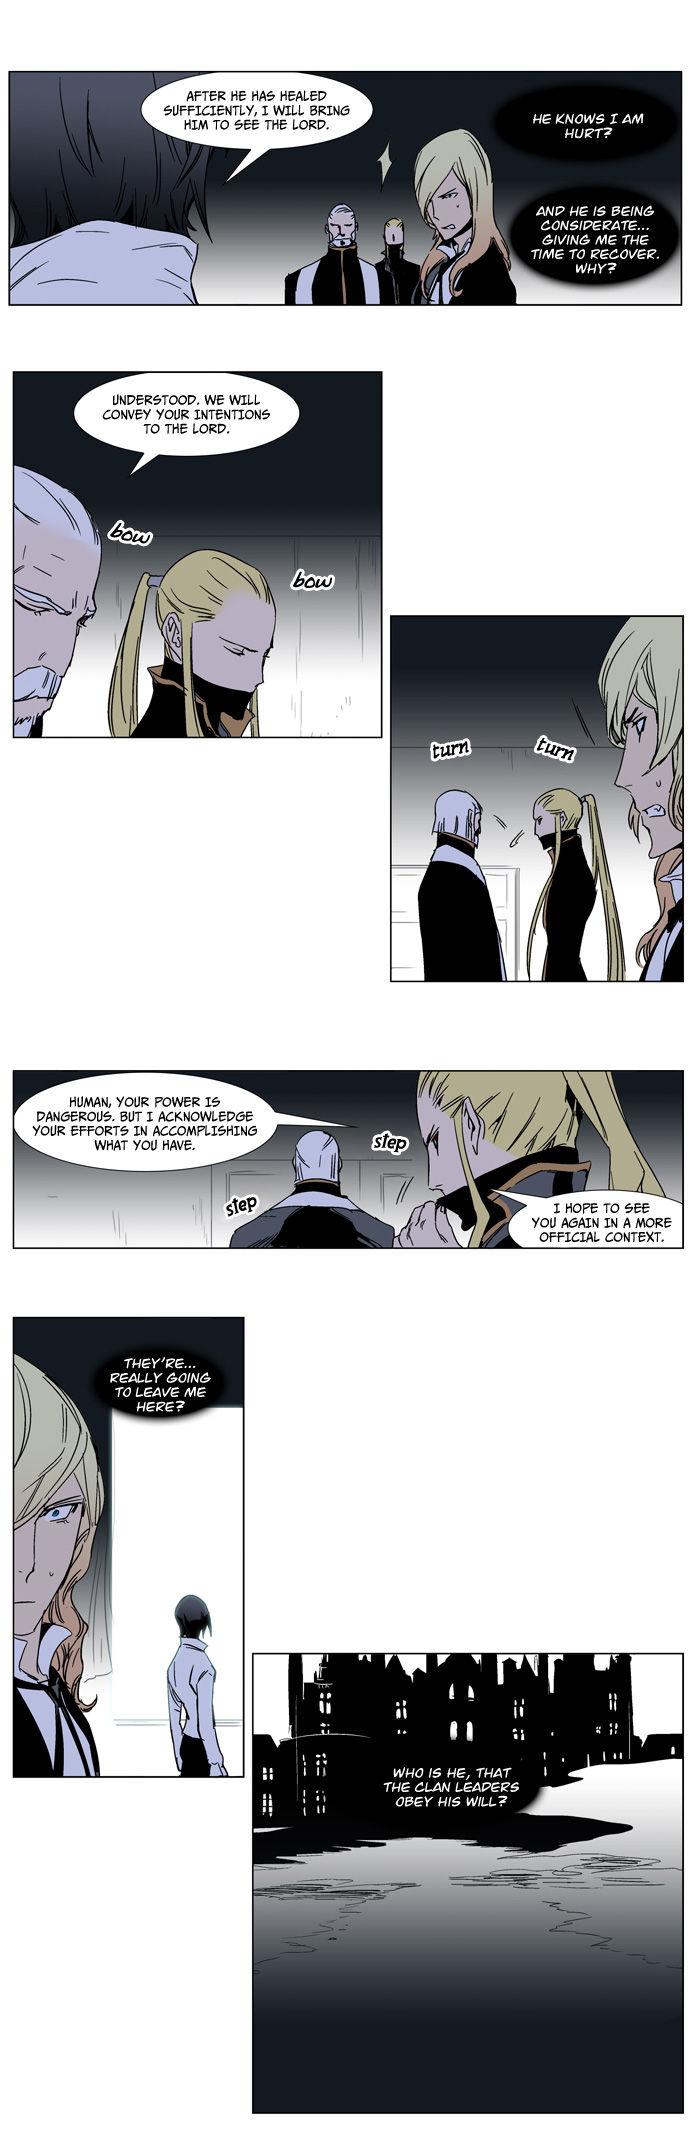 AFTER HE HAS HEALED
SUFFICIENTLY, I WILL BRING
HIM TO SEE THE LORD.
HE KNOWS I AM
HURT?
AND HE IS BEING
CONSIDERATE...
GIVING ME THE
TIME TO RECOVER.
WHY?
UNDERSTOOD. WE WILL
CONVEY YOUR INTENTIONS
TO THE LORD.
bow
bow
turn
turn
HUMAN, YOUR POWER IS
DANGEROUS. BUT I ACKNOWLEDGE
YOUR EFFORTS IN ACCOMPLISHING
WHAT YOU HAVE.
step
step
I HOPE TO SEE
YOU AGAIN IN A MORE
OFFICIAL CONTEXT.
THEY'RE...
REALLY GOING
TO LEAVE ME
HERE?
WHO IS HE, THAT
THE CLAN LEADERS
OBEY HIS WILL?